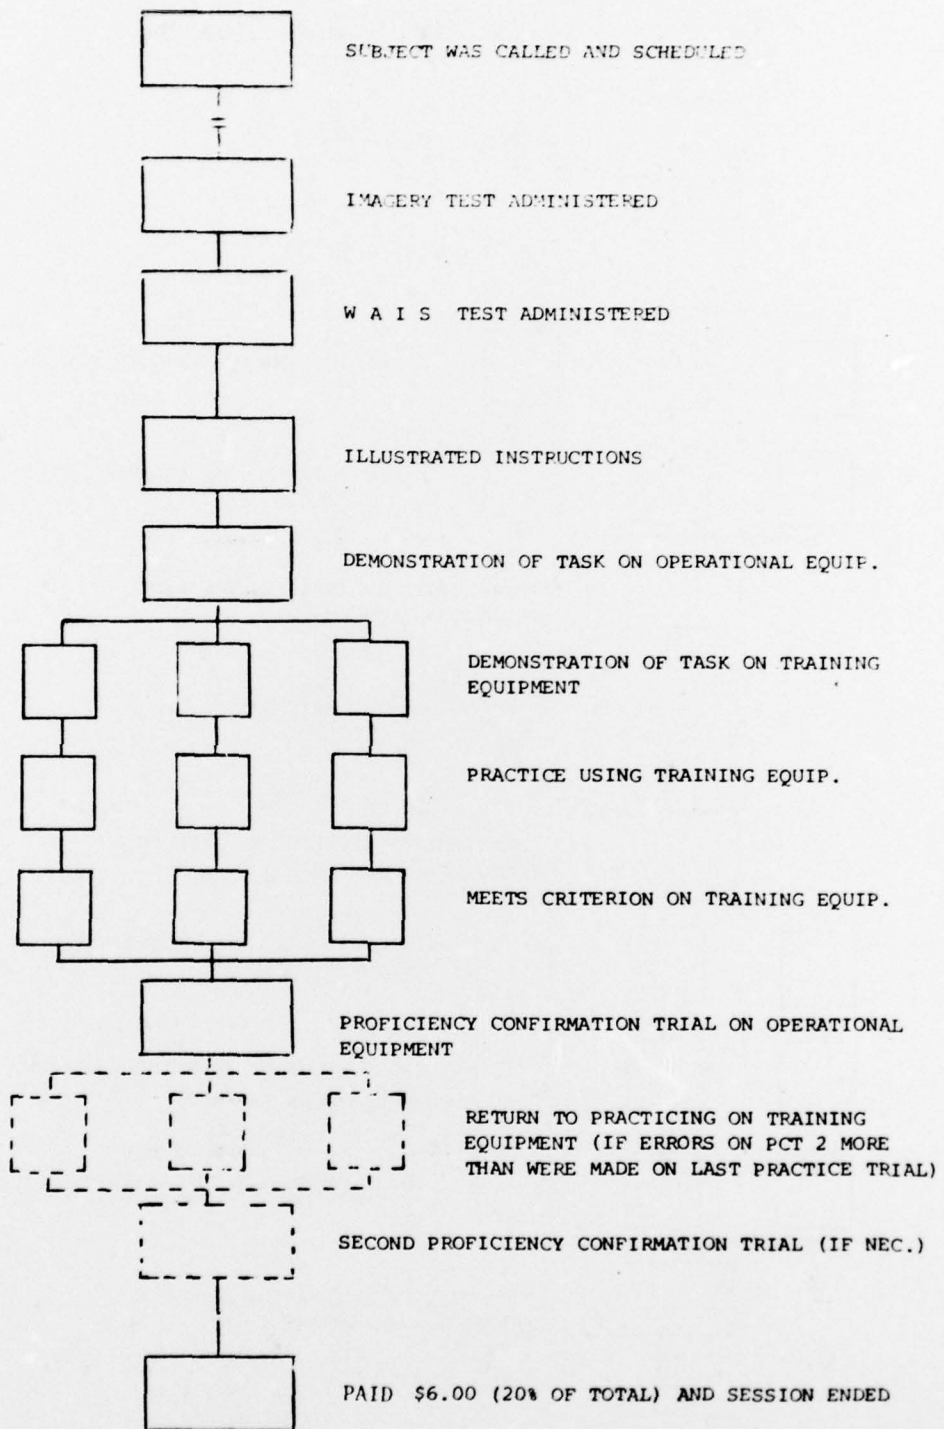 SUBJECT WAS CALLED AND SCHEDULED
IMAGERY TEST ADMINISTERED
W A I S TEST ADMINISTERED
ILLUSTRATED INSTRUCTIONS
DEMONSTRATION OF TASK ON OPERATIONAL EQUIP.
DEMONSTRATION OF TASK ON TRAINING
EQUIPMENT
PRACTICE USING TRAINING EQUIP.
MEETS CRITERION ON TRAINING EQUIP.
PROFICIENCY CONFIRMATION TRIAL ON OPERATIONAL
EQUIPMENT
RETURN TO PRACTICING ON TRAINING
EQUIPMENT (IF ERRORS ON PCT 2 MORE
THAN WERE MADE ON LAST PRACTICE TRIAL)
SECOND PROFICIENCY CONFIRMATION TRIAL (IF NEC.)
PAID $6.00 (20% OF TOTAL) AND SESSION ENDED